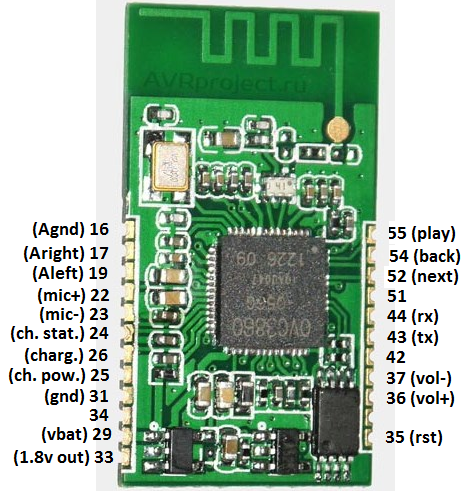 AVRproject.ru
(Agnd) 16
(Aright) 17
(Aleft) 19
(mic+) 22
(mic-) 23
(ch. stat.) 24
(charg.) 26
(ch. pow.) 25
(gnd) 31
34
(vbat) 29
(1.8v out) 33
OVC3860
1226 09
55 (play)
54 (back)
52 (next)
51
44 (rx)
43 (tx)
42
37 (vol-)
36 (vol+)
35 (rst)